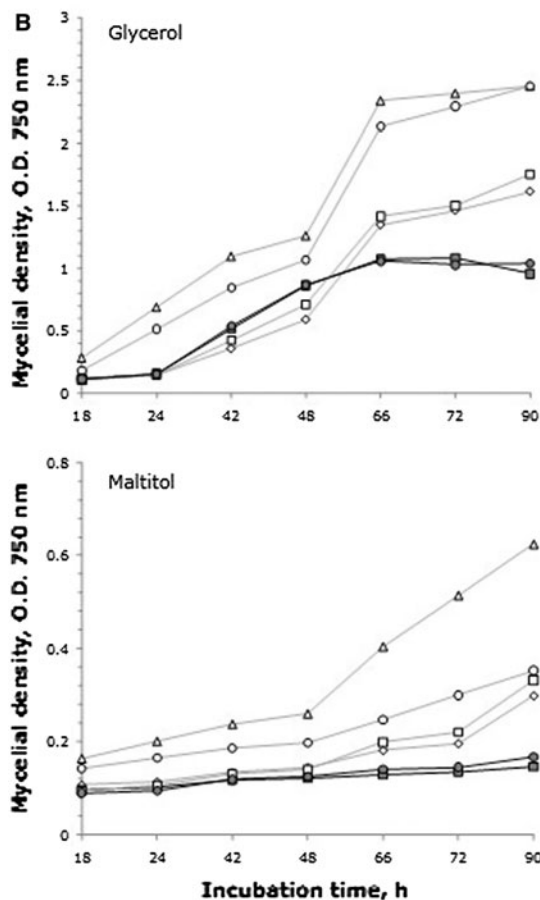 B
Glycerol
Mycelial density, O.D. 750 nm
3
2.5
2
1.5
1
0.5
0
18 24 42 48 66 72 90
Maltitol
Mycelial density, O.D. 750 nm
0.8
0.6
0.4
0.2
0
18 24 42 48 66 72 90
Incubation time, h